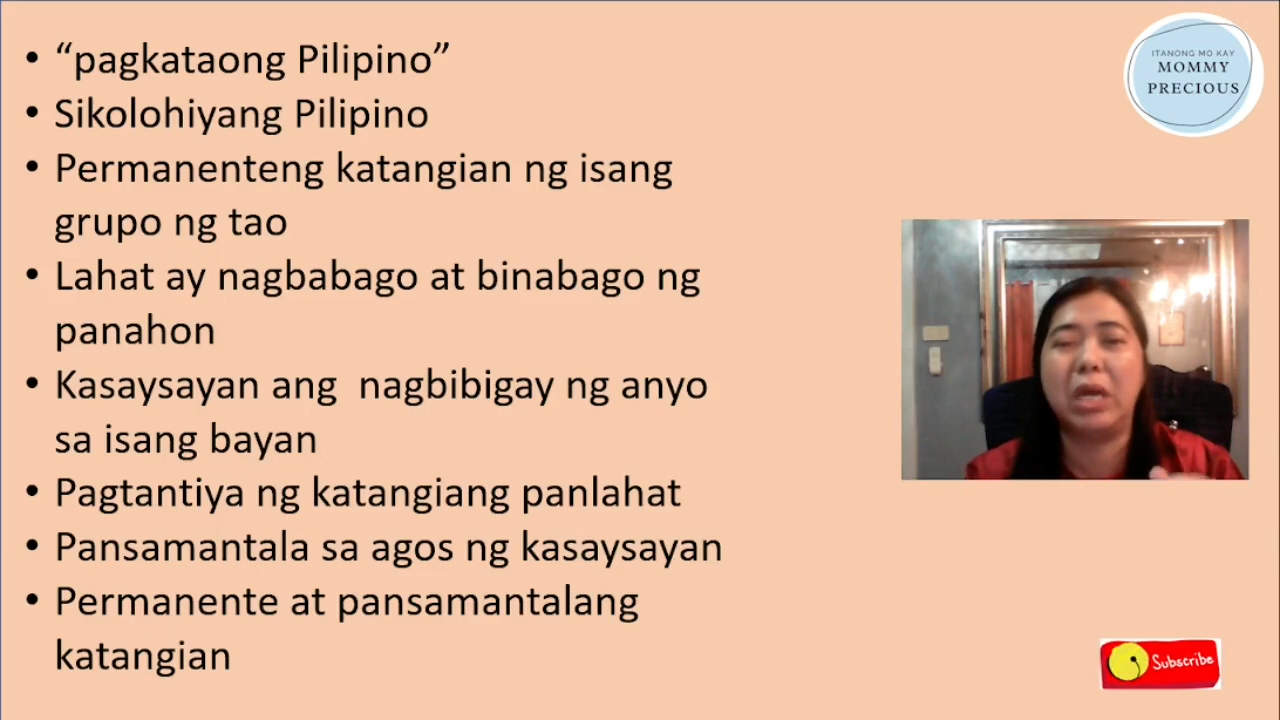 • “pagkataong Pilipino”
• Sikolohiyang Pilipino
• Permanenteng katangian ng isang
grupo ng tao
• Lahat ay nagbabago at binabago ng
panahon
• Kasaysayan ang  nagbibigay ng anyo
sa isang bayan
• Pagtantiya ng katangiang panlahat
• Pansamantala sa agos ng kasaysayan
• Permanente at pansamantalang
katangian
ITANONG MO KAY
MOMMY
PRECIOUS
Subscribe